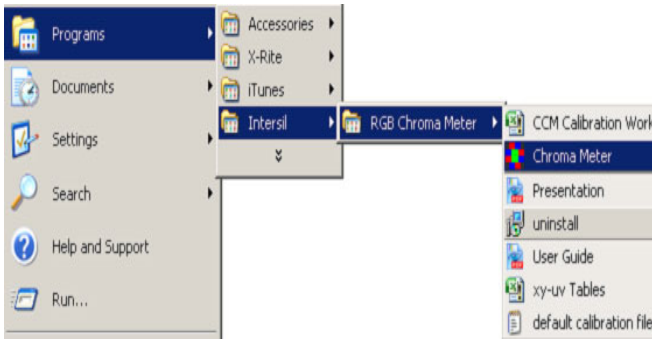 Programs
Documents
Settings
Search
Help and Support
Run...
Accessories
X-Rite
iTunes
Intersil
RGB Chroma Meter
CCM Calibration Work
Chroma Meter
Presentation
uninstall
User Guide
xy-uv Tables
default calibration file